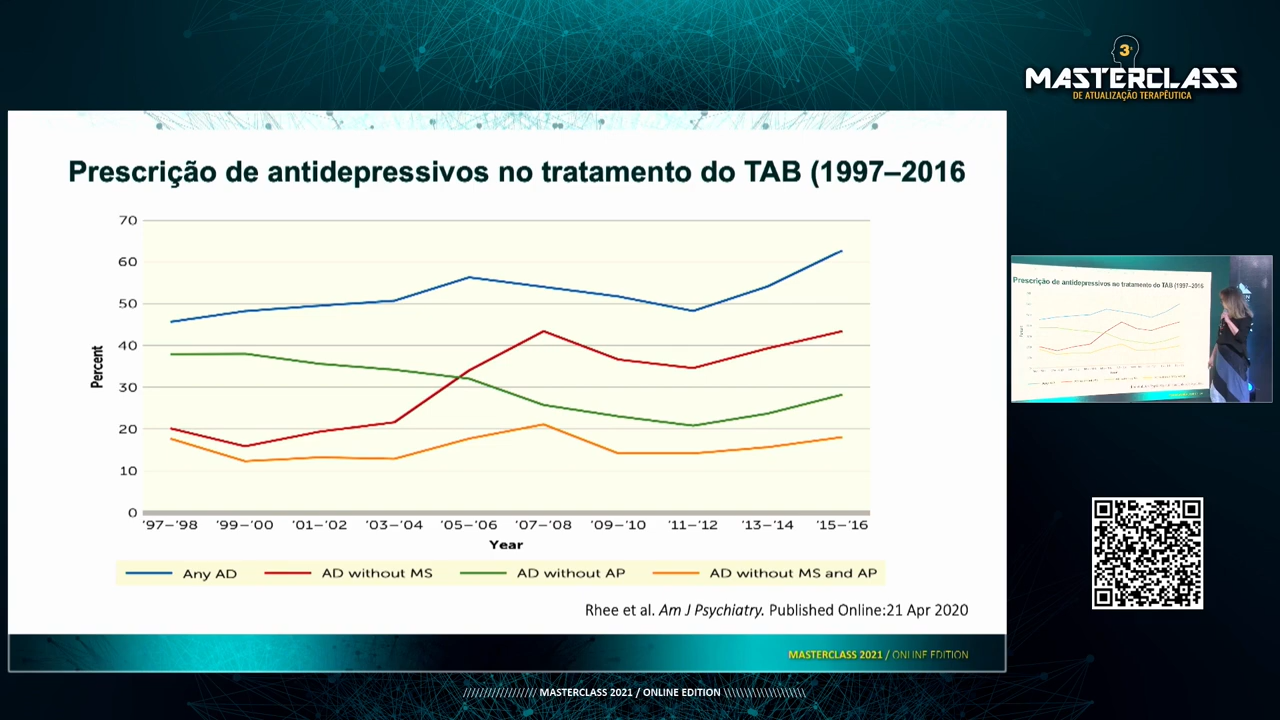 3ª
MASTERCLASS
DE ATUALIZAÇÃO TERAPÊUTICA
Prescrição de antidepressivos no tratamento do TAB (1997–2016
70
60
50
40
30
20
10
0
Percent
'97–'98 '99–'00 '01–'02 '03–'04 '05–'06 '07–'08 '09–'10 '11–'12 '13–'14 '15–'16
Year
Any AD AD without MS AD without AP AD without MS and AP
Rhee et al. Am J Psychiatry. Published Online:21 Apr 2020
MASTERCLASS 2021 / ONLINE EDITION
Prescrição de antidepressivos no tratamento do TAB (1997–2016
////////////////// MASTERCLASS 2021 / ONLINE EDITION \\\\\\\\\\\\\\\\\\\\